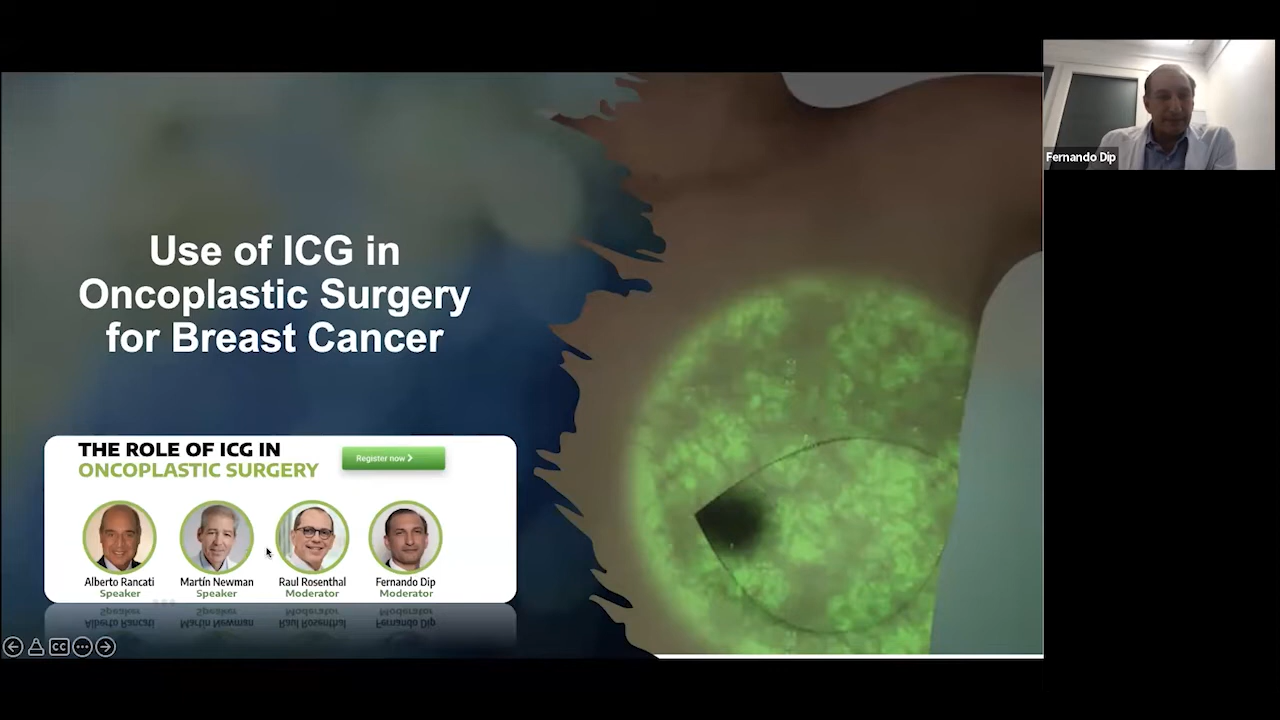 Use of ICG in
Oncoplastic Surgery
for Breast Cancer
THE ROLE OF ICG IN
ONCOPLASTIC SURGERY
Register now
Alberto Rancati
Speaker
Martín Newman
Speaker
Raul Rosenthal
Moderator
Fernando Dip
Moderator
CC
Fernando Dip